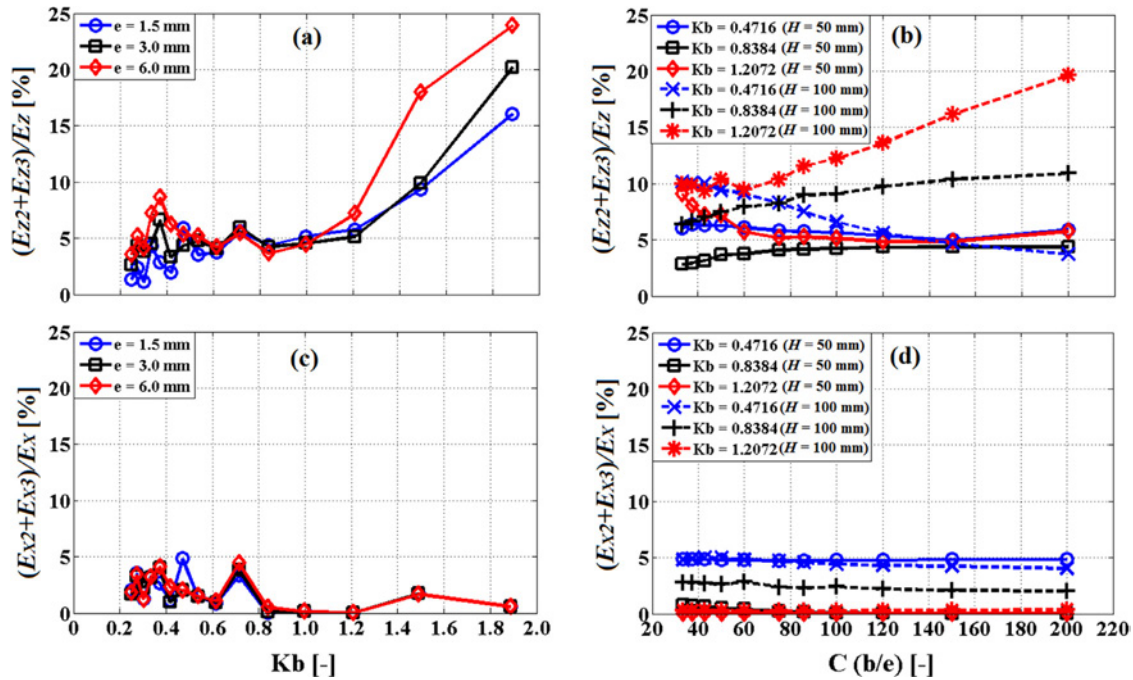 (a)
e = 1.5 mm
e = 3.0 mm
e = 6.0 mm
(Ez2+Ez3)/Ez [%]
25
20
15
10
5
0
(b)
Kb = 0.4716 (H = 50 mm)
Kb = 0.8384 (H = 50 mm)
Kb = 1.2072 (H = 50 mm)
Kb = 0.4716 (H = 100 mm)
Kb = 0.8384 (H = 100 mm)
Kb = 1.2072 (H = 100 mm)
(Ez2+Ez3)/Ez [%]
25
20
15
10
5
0
(c)
e = 1.5 mm
e = 3.0 mm
e = 6.0 mm
(Ex2+Ex3)/Ex [%]
25
20
15
10
5
0
0 0.2 0.4 0.6 0.8 1.0 1.2 1.4 1.6 1.8 2.0
Kb [-]
(d)
Kb = 0.4716 (H = 50 mm)
Kb = 0.8384 (H = 50 mm)
Kb = 1.2072 (H = 50 mm)
Kb = 0.4716 (H = 100 mm)
Kb = 0.8384 (H = 100 mm)
Kb = 1.2072 (H = 100 mm)
(Ex2+Ex3)/Ex [%]
25
20
15
10
5
0
20 40 60 80 100 120 140 160 180 200 220
C (b/e) [-]